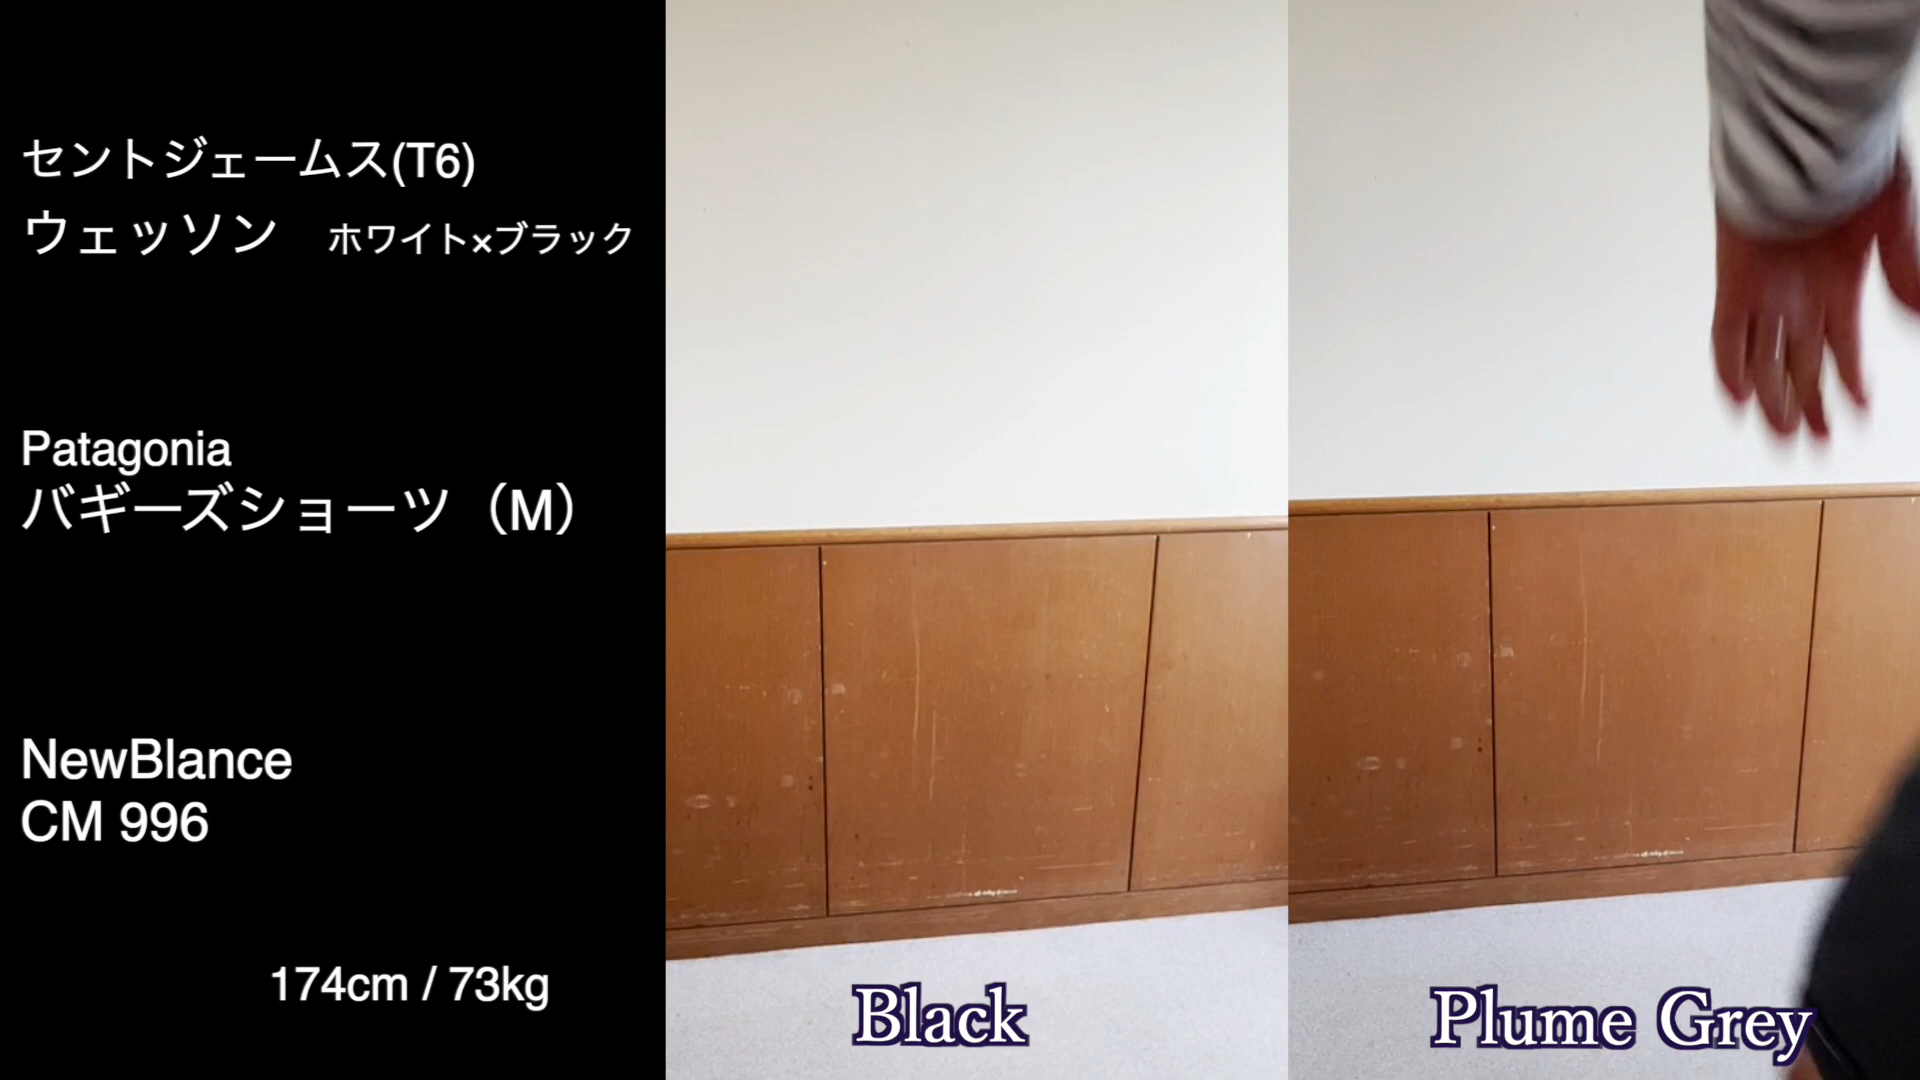 セントジェームス(T6)
ウェッソン　ホワイト×ブラック
Patagonia
バギーズショーツ（M）
NewBlance
CM 996
174cm / 73kg
Black
Plume Grey